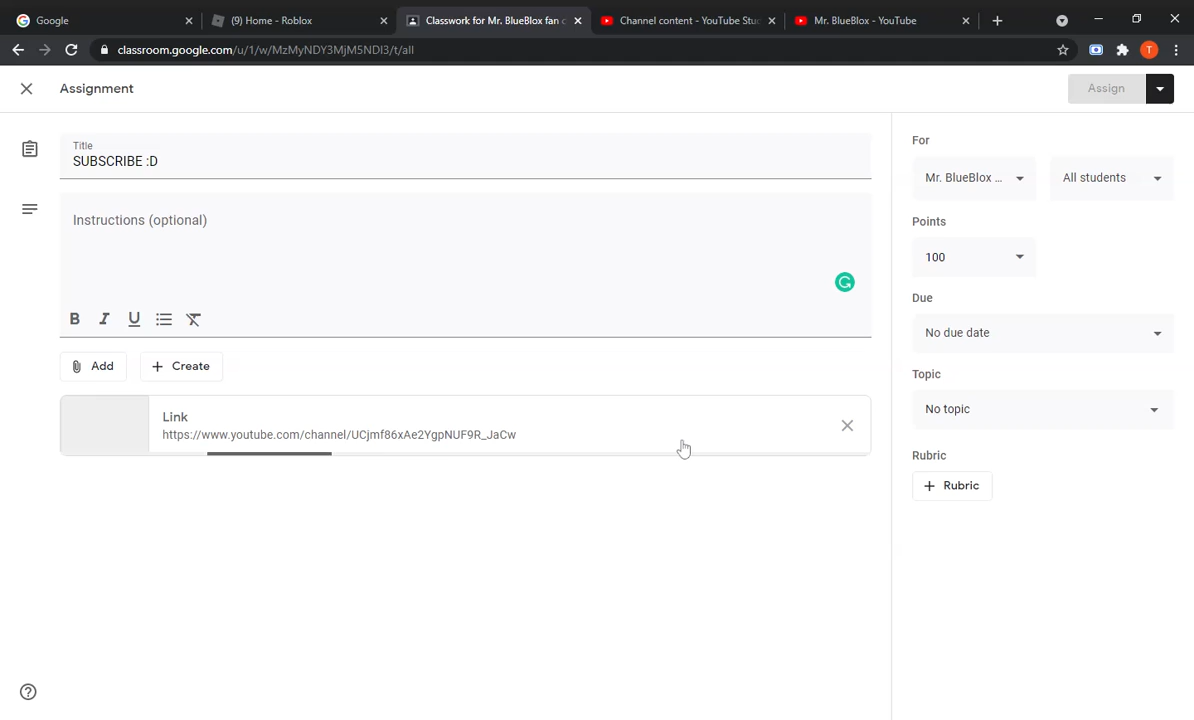 Google
(9) Home - Roblox
Classwork for Mr. BlueBlox fan c
Channel content - YouTube Stud
Mr. BlueBlox - YouTube
classroom.google.com/u/1/w/MzMyNDY3MjM5NDI3/t/all
T
Assignment
Assign
Title
SUBSCRIBE :D
Instructions (optional)
B I U
Add
Create
Link
https://www.youtube.com/channel/UCjmf86xAe2YgpNUF9R_JaCw
For
Mr. BlueBlox ...
All students
Points
100
Due
No due date
Topic
No topic
Rubric
+ Rubric